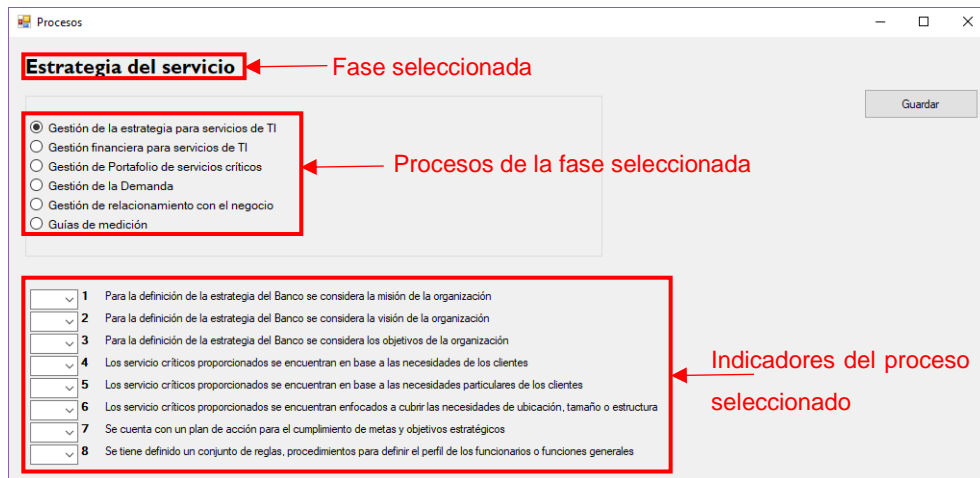 Procesos
Estrategia del servicio
Fase seleccionada
Guardar
Gestión de la estrategia para servicios de TI
Gestión financiera para servicios de TI
Gestión de Portafolio de servicios críticos
Gestión de la Demanda
Gestión de relacionamiento con el negocio
Guías de medición
Procesos de la fase seleccionada
1 Para la definición de la estrategia del Banco se considera la misión de la organización
2 Para la definición de la estrategia del Banco se considera la visión de la organización
3 Para la definición de la estrategia del Banco se considera los objetivos de la organización
4 Los servicio críticos proporcionados se encuentran en base a las necesidades de los clientes
5 Los servicio críticos proporcionados se encuentran en base a las necesidades particulares de los clientes
6 Los servicio críticos proporcionados se encuentran enfocados a cubrir las necesidades de ubicación, tamaño o estructura
7 Se cuenta con un plan de acción para el cumplimiento de metas y objetivos estratégicos
8 Se tiene definido un conjunto de reglas, procedimientos para definir el perfil de los funcionarios o funciones generales
Indicadores del proceso
seleccionado